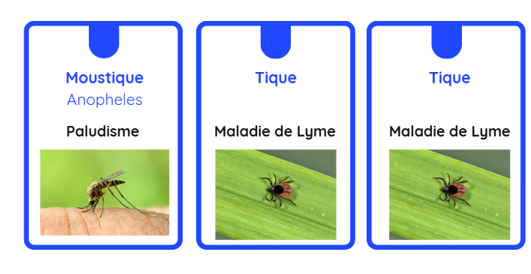 Moustique
Anopheles
Paludisme
Tique
Maladie de Lyme
Tique
Maladie de Lyme